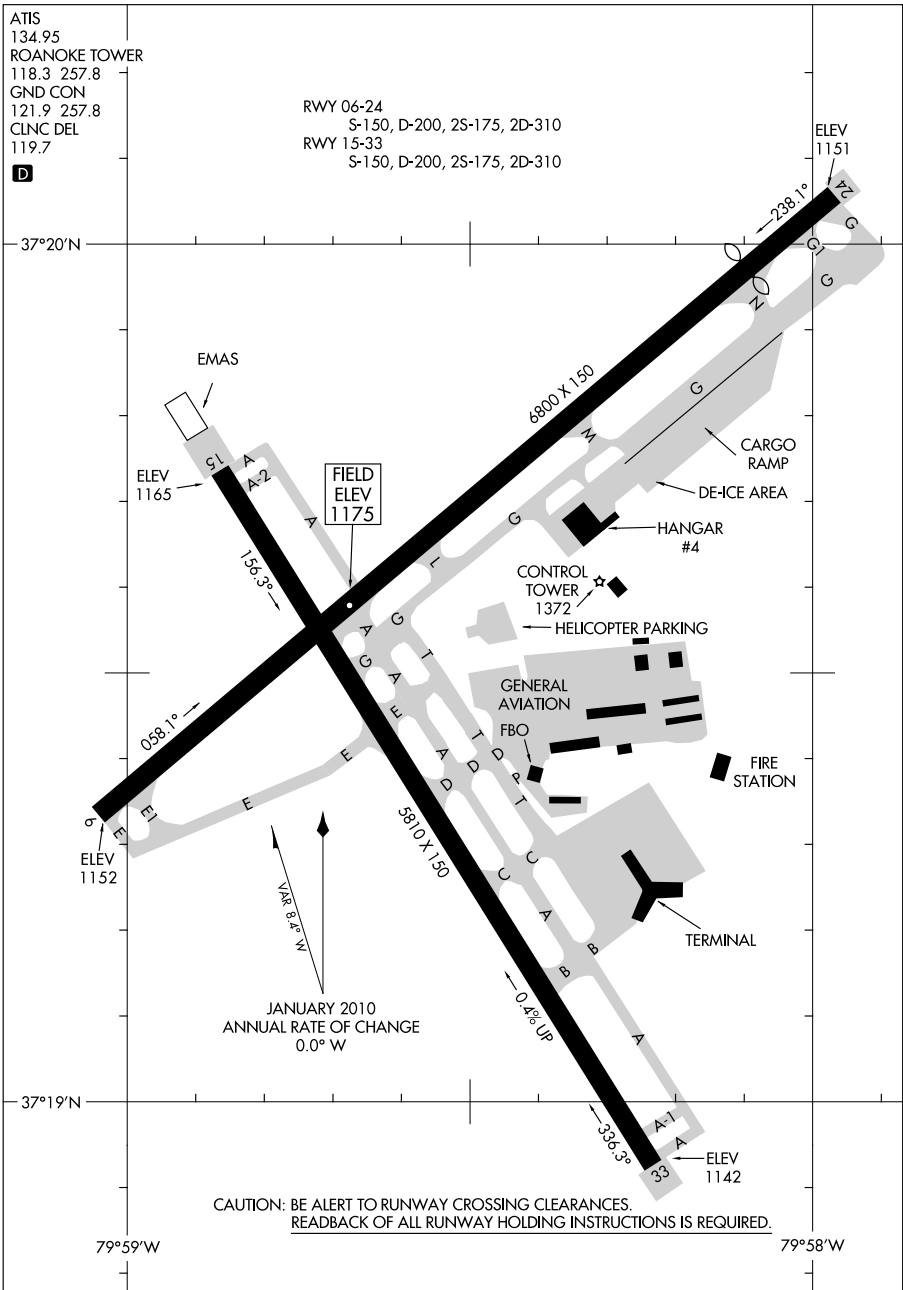 ATIS
134.95
ROANOKE TOWER
118.3 257.8
GND CON
121.9 257.8
CLNC DEL
119.7
D
RWY 06-24
S-150, D-200, 2S-175, 2D-310
RWY 15-33
S-150, D-200, 2S-175, 2D-310
ELEV
1151
24
238.1°
G
G1
G
N
37°20'N
EMAS
6800 X 150
G
M
CARGO
RAMP
DE-ICE AREA
15
A
A-2
ELEV
1165
FIELD
ELEV
1175
A
G
L
HANGAR
#4
156.3°
CONTROL
TOWER
1372
HELICOPTER PARKING
A
G
T
G
A
E
E
GENERAL
AVIATION
FBO
058.1°
T
A
D
D
D
P
T
FIRE
STATION
E
E
E1
E
6
ELEV
1152
5810 X 150
C
C
A
B
B
TERMINAL
VAR 8.4° W
JANUARY 2010
ANNUAL RATE OF CHANGE
0.0° W
0.4% UP
A
37°19'N
336.3°
A-1
A
33
ELEV
1142
CAUTION: BE ALERT TO RUNWAY CROSSING CLEARANCES.
READBACK OF ALL RUNWAY HOLDING INSTRUCTIONS IS REQUIRED.
79°59'W
79°58'W